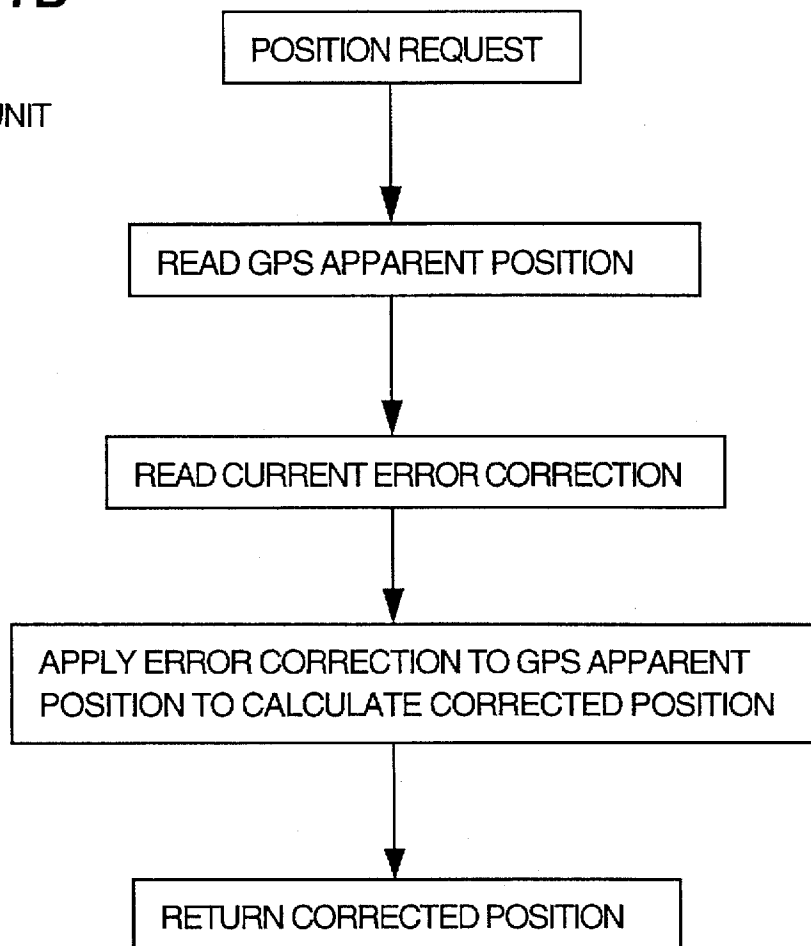 POSITION REQUEST
UNIT
READ GPS APPARENT POSITION
READ CURRENT ERROR CORRECTION
APPLY ERROR CORRECTION TO GPS APPARENT
POSITION TO CALCULATE CORRECTED POSITION
RETURN CORRECTED POSITION